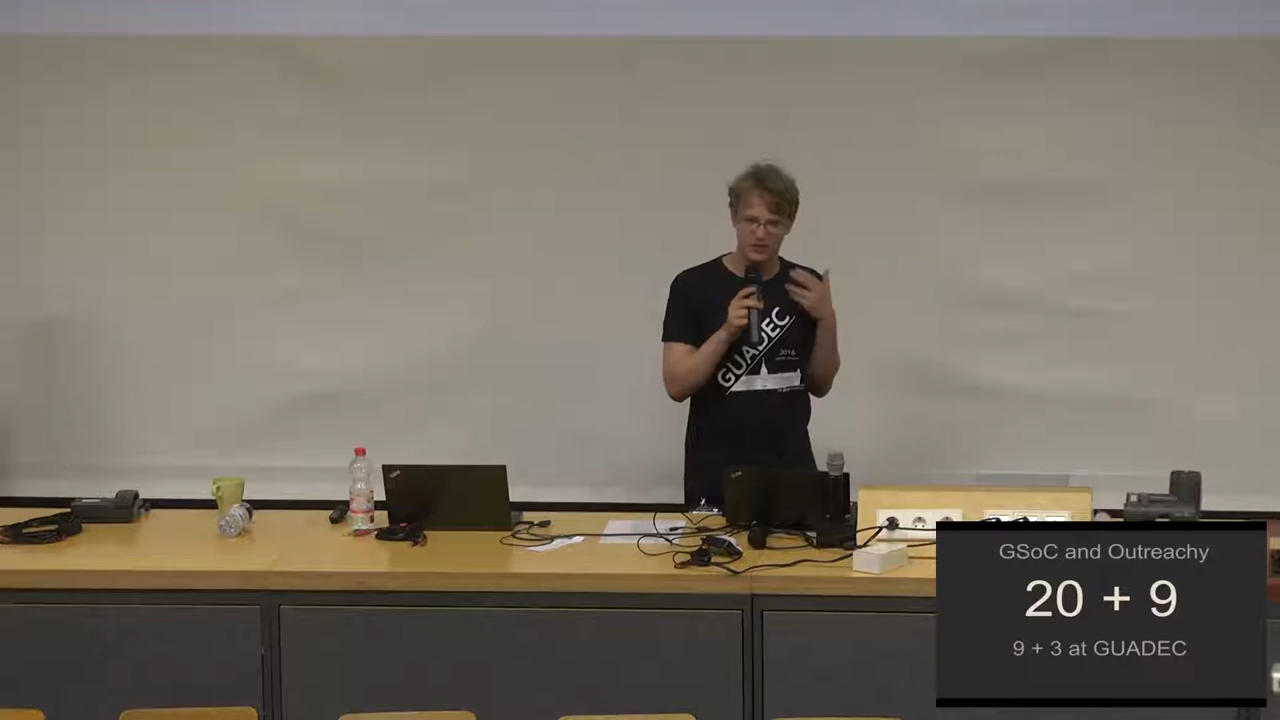 GUADEC
2016
GSoC and Outreachy
20 + 9
9 + 3 at GUADEC